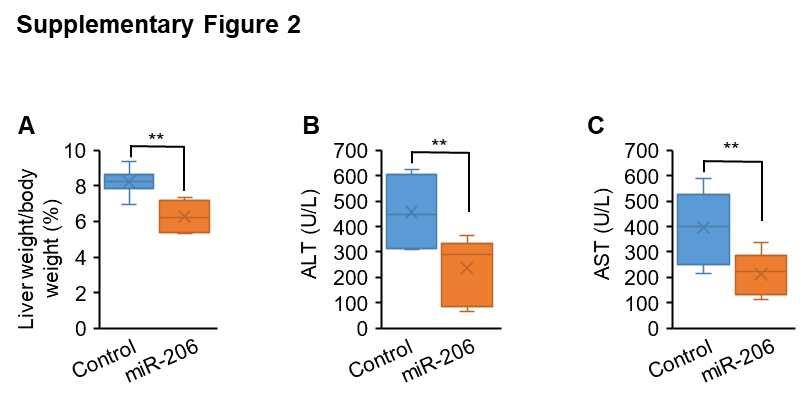 Supplementary Figure 2
A
Liver weight/body
weight (%)
10
8
6
4
2
0
**
Control
miR-206
B
ALT (U/L)
700
600
500
400
300
200
100
0
**
Control
miR-206
C
AST (U/L)
700
600
500
400
300
200
100
0
**
Control
miR-206